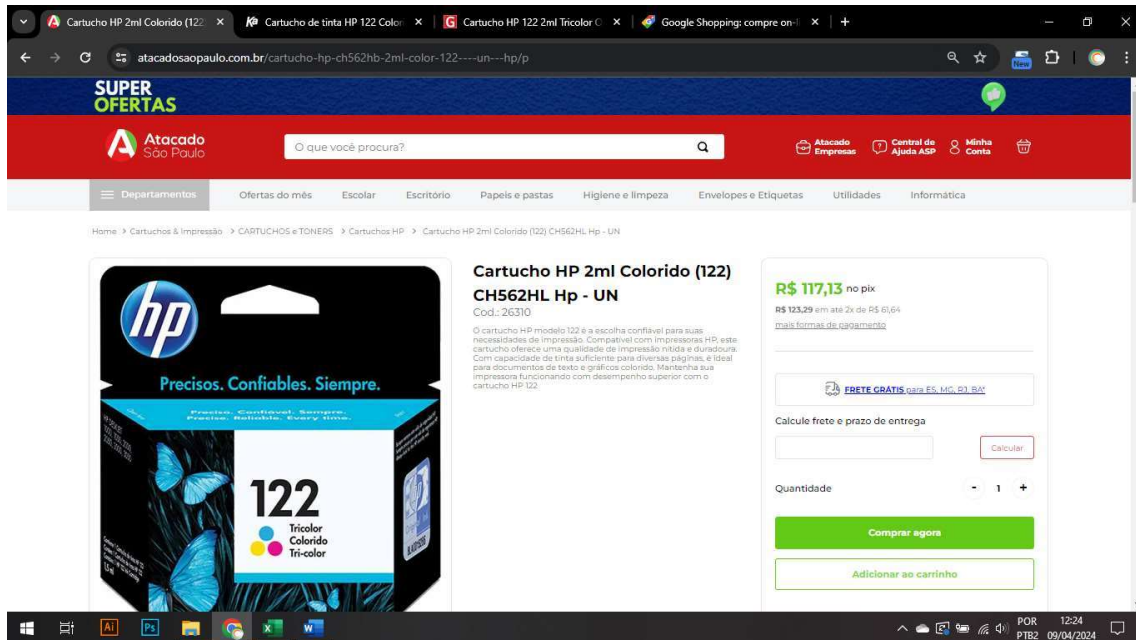 Cartucho HP 2ml Colorido (122
Cartucho de tinta HP 122 Color
Cartucho HP 122 2ml Tricolor C
Google Shopping: compre on-l
atacadosaopaulo.com.br/cartucho-hp-ch562hb-2ml-color-122----un---hp/p
New
SUPER
OFERTAS
Atacado
São Paulo
O que você procura?
Atacado
Empresas
Central de
Ajuda ASP
Minha
Conta
Departamentos
Ofertas do mês
Escolar
Escritório
Papeis e pastas
Higiene e limpeza
Envelopes e Etiquetas
Utilidades
Informática
Home > Cartuchos & Impressão > CARTUCHOS e TONERS > Cartuchos HP > Cartucho HP 2ml Colorido (122) CH562HL Hp - UN
hp
Precisos. Confiables. Siempre.
Preciso. Confiável. Sempre.
Precise. Reliable. Every time.
122
Tricolor
Colorido
Tri-color
Cartucho HP 2ml Colorido (122)
CH562HL Hp - UN
Cod.: 26310
O cartucho HP modelo 122 é a escolha confiável para suas
necessidades de impressão. Compatível com impressoras HP, este
cartucho oferece uma qualidade de impressão nítida e duradoura.
Com capacidade de tinta suficiente para diversas páginas, é ideal
para documentos de texto e gráficos colorido. Mantenha sua
impressora funcionando com desempenho superior com o
cartucho HP 122
R$ 117,13 no pix
R$ 123,29 em até 2x de R$ 61,64
mais formas de pagamento
FRETE GRÁTIS para ES, MG, RJ, BA*
Calcule frete e prazo de entrega
Calcular
Quantidade
- 1 +
Comprar agora
Adicionar ao carrinho
POR
PTB2
12:24
09/04/2024